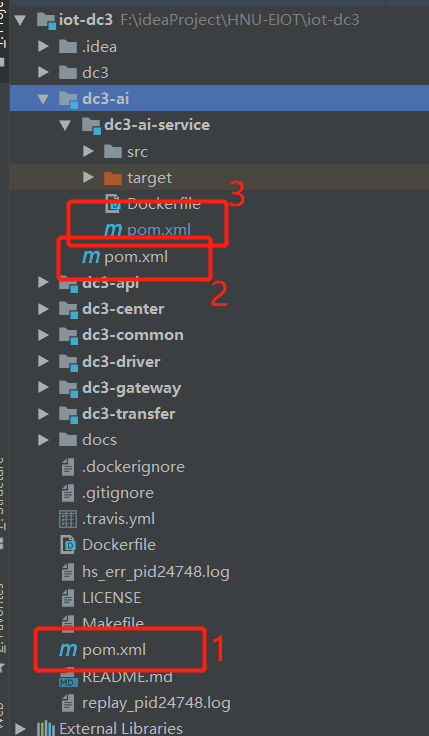 iot-dc3 F:\ideaProject\HNU-EIOT\iot-dc3
.idea
dc3
dc3-ai
dc3-ai-service
src
target
3
Dockerfile
pom.xml
pom.xml
2
dc3-api
dc3-center
dc3-common
dc3-driver
dc3-gateway
dc3-transfer
docs
.dockerignore
.gitignore
.travis.yml
Dockerfile
hs_err_pid24748.log
LICENSE
Makefile
pom.xml
1
README.md
replay_pid24748.log
External Libraries